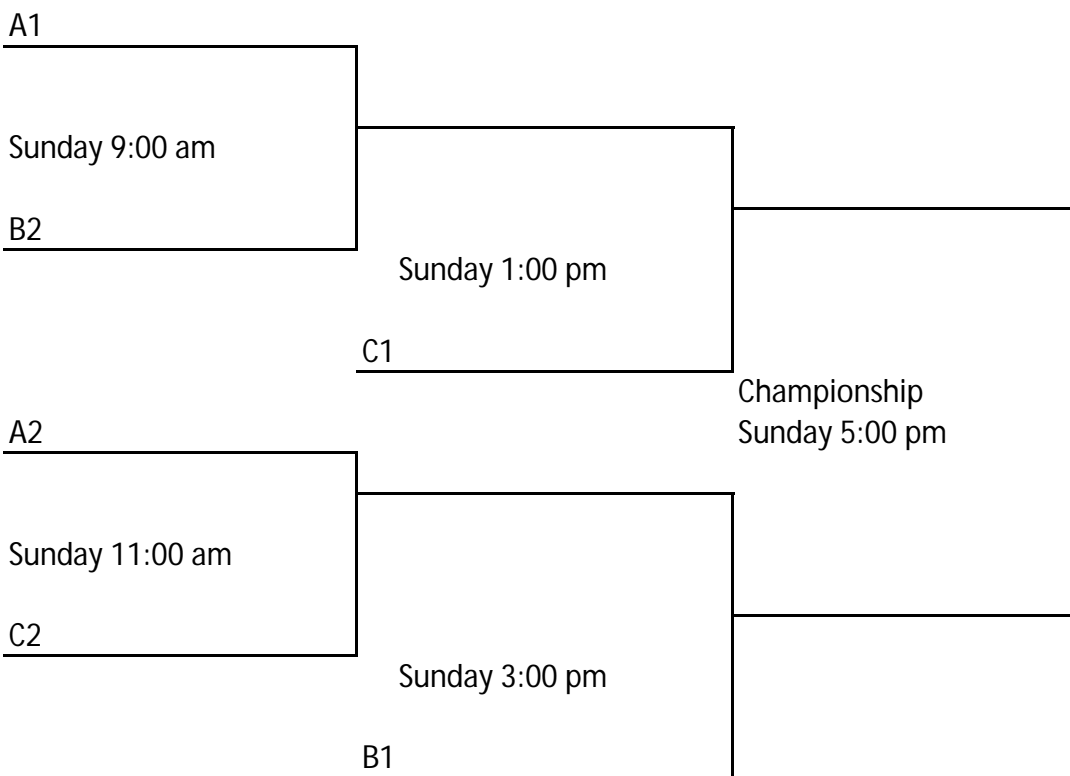 A1
Sunday 9:00 am
B2
Sunday 1:00 pm
C1
Championship
Sunday 5:00 pm
A2
Sunday 11:00 am
C2
Sunday 3:00 pm
B1